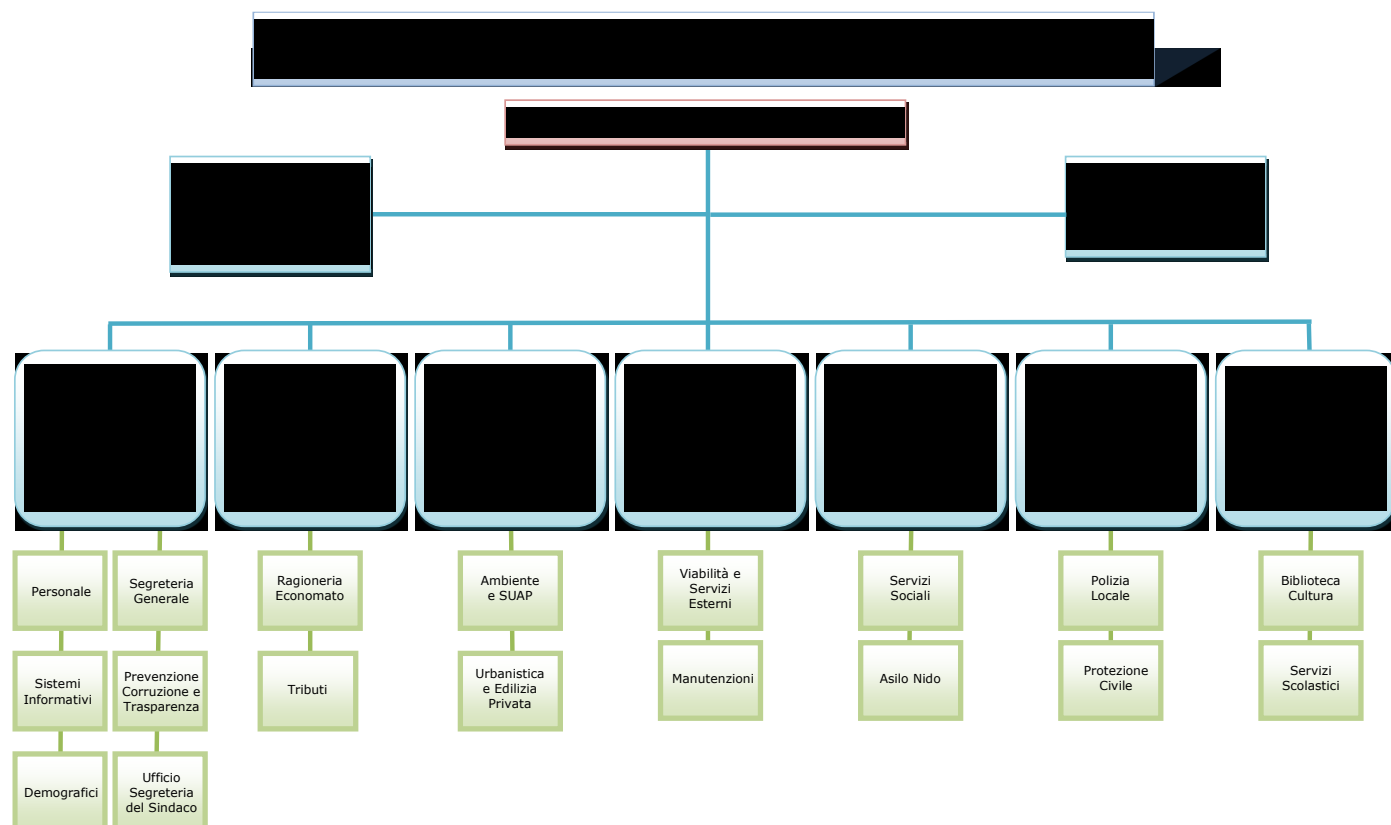 Personale
Segreteria
Generale
Ragioneria
Economato
Ambiente
e SUAP
Viabilità e
Servizi
Esterni
Servizi
Sociali
Polizia
Locale
Biblioteca
Cultura
Sistemi
Informativi
Prevenzione
Corruzione e
Trasparenza
Tributi
Urbanistica
e Edilizia
Privata
Manutenzioni
Asilo Nido
Protezione
Civile
Servizi
Scolastici
Demografici
Ufficio
Segreteria
del Sindaco